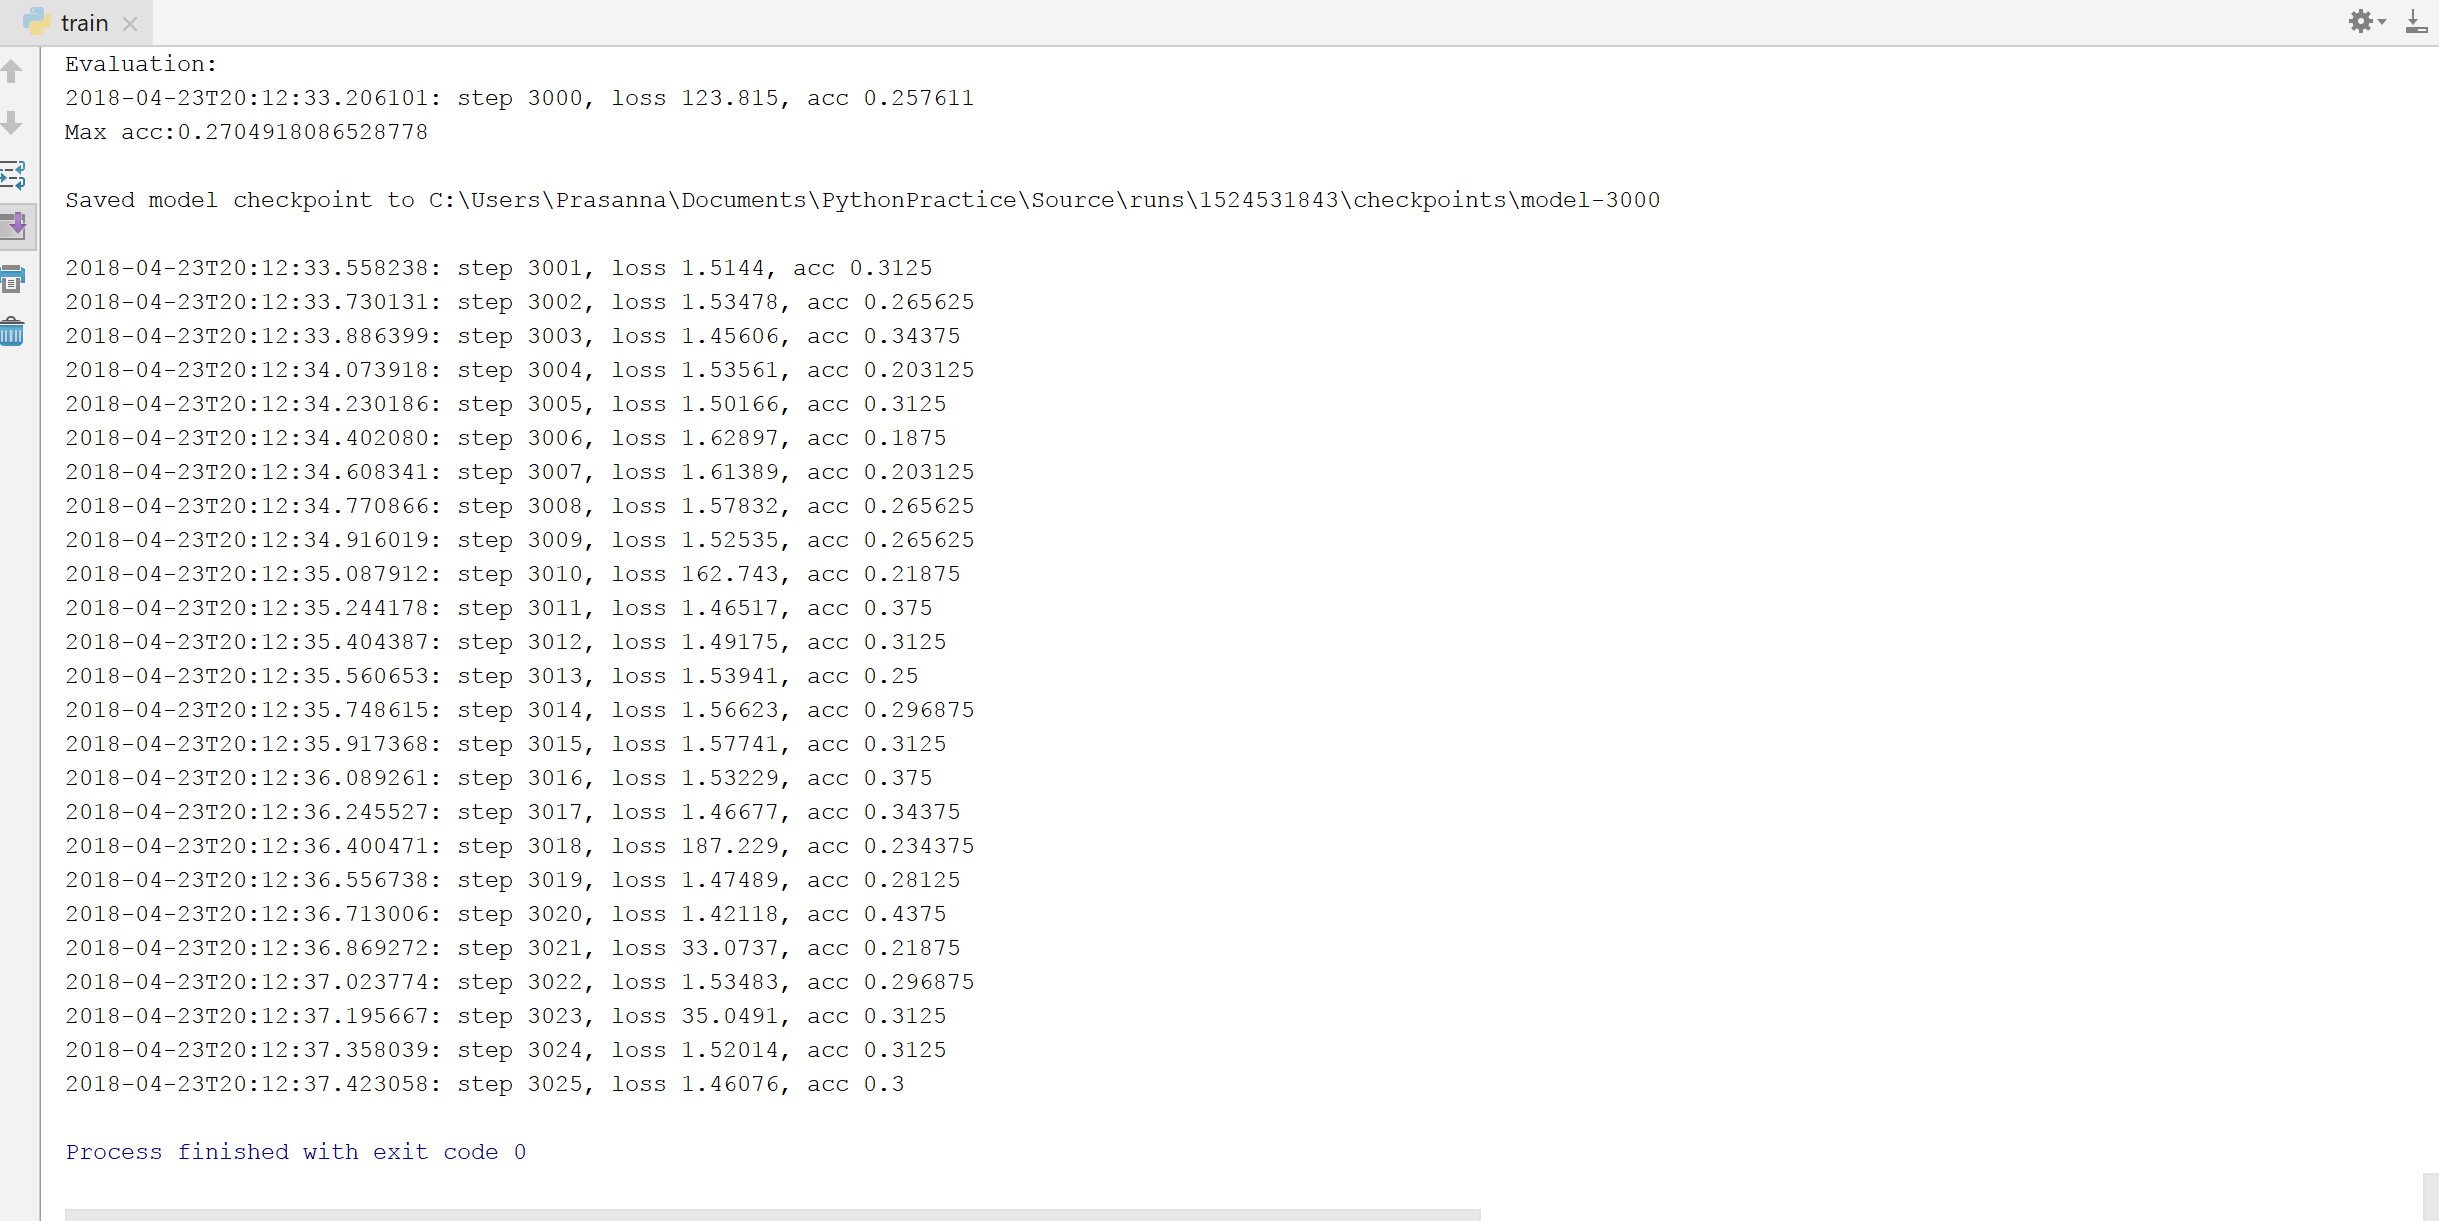 train
Evaluation:
2018-04-23T20:12:33.206101: step 3000, loss 123.815, acc 0.257611
Max acc:0.2704918086528778
Saved model checkpoint to C:\Users\Prasanna\Documents\PythonPractice\Source\runs\1524531843\checkpoints\model-3000
2018-04-23T20:12:33.558238: step 3001, loss 1.5144, acc 0.3125
2018-04-23T20:12:33.730131: step 3002, loss 1.53478, acc 0.265625
2018-04-23T20:12:33.886399: step 3003, loss 1.45606, acc 0.34375
2018-04-23T20:12:34.073918: step 3004, loss 1.53561, acc 0.203125
2018-04-23T20:12:34.230186: step 3005, loss 1.50166, acc 0.3125
2018-04-23T20:12:34.402080: step 3006, loss 1.62897, acc 0.1875
2018-04-23T20:12:34.608341: step 3007, loss 1.61389, acc 0.203125
2018-04-23T20:12:34.770866: step 3008, loss 1.57832, acc 0.265625
2018-04-23T20:12:34.916019: step 3009, loss 1.52535, acc 0.265625
2018-04-23T20:12:35.087912: step 3010, loss 162.743, acc 0.21875
2018-04-23T20:12:35.244178: step 3011, loss 1.46517, acc 0.375
2018-04-23T20:12:35.404387: step 3012, loss 1.49175, acc 0.3125
2018-04-23T20:12:35.560653: step 3013, loss 1.53941, acc 0.25
2018-04-23T20:12:35.748615: step 3014, loss 1.56623, acc 0.296875
2018-04-23T20:12:35.917368: step 3015, loss 1.57741, acc 0.3125
2018-04-23T20:12:36.089261: step 3016, loss 1.53229, acc 0.375
2018-04-23T20:12:36.245527: step 3017, loss 1.46677, acc 0.34375
2018-04-23T20:12:36.400471: step 3018, loss 187.229, acc 0.234375
2018-04-23T20:12:36.556738: step 3019, loss 1.47489, acc 0.28125
2018-04-23T20:12:36.713006: step 3020, loss 1.42118, acc 0.4375
2018-04-23T20:12:36.869272: step 3021, loss 33.0737, acc 0.21875
2018-04-23T20:12:37.023774: step 3022, loss 1.53483, acc 0.296875
2018-04-23T20:12:37.195667: step 3023, loss 35.0491, acc 0.3125
2018-04-23T20:12:37.358039: step 3024, loss 1.52014, acc 0.3125
2018-04-23T20:12:37.423058: step 3025, loss 1.46076, acc 0.3
Process finished with exit code 0